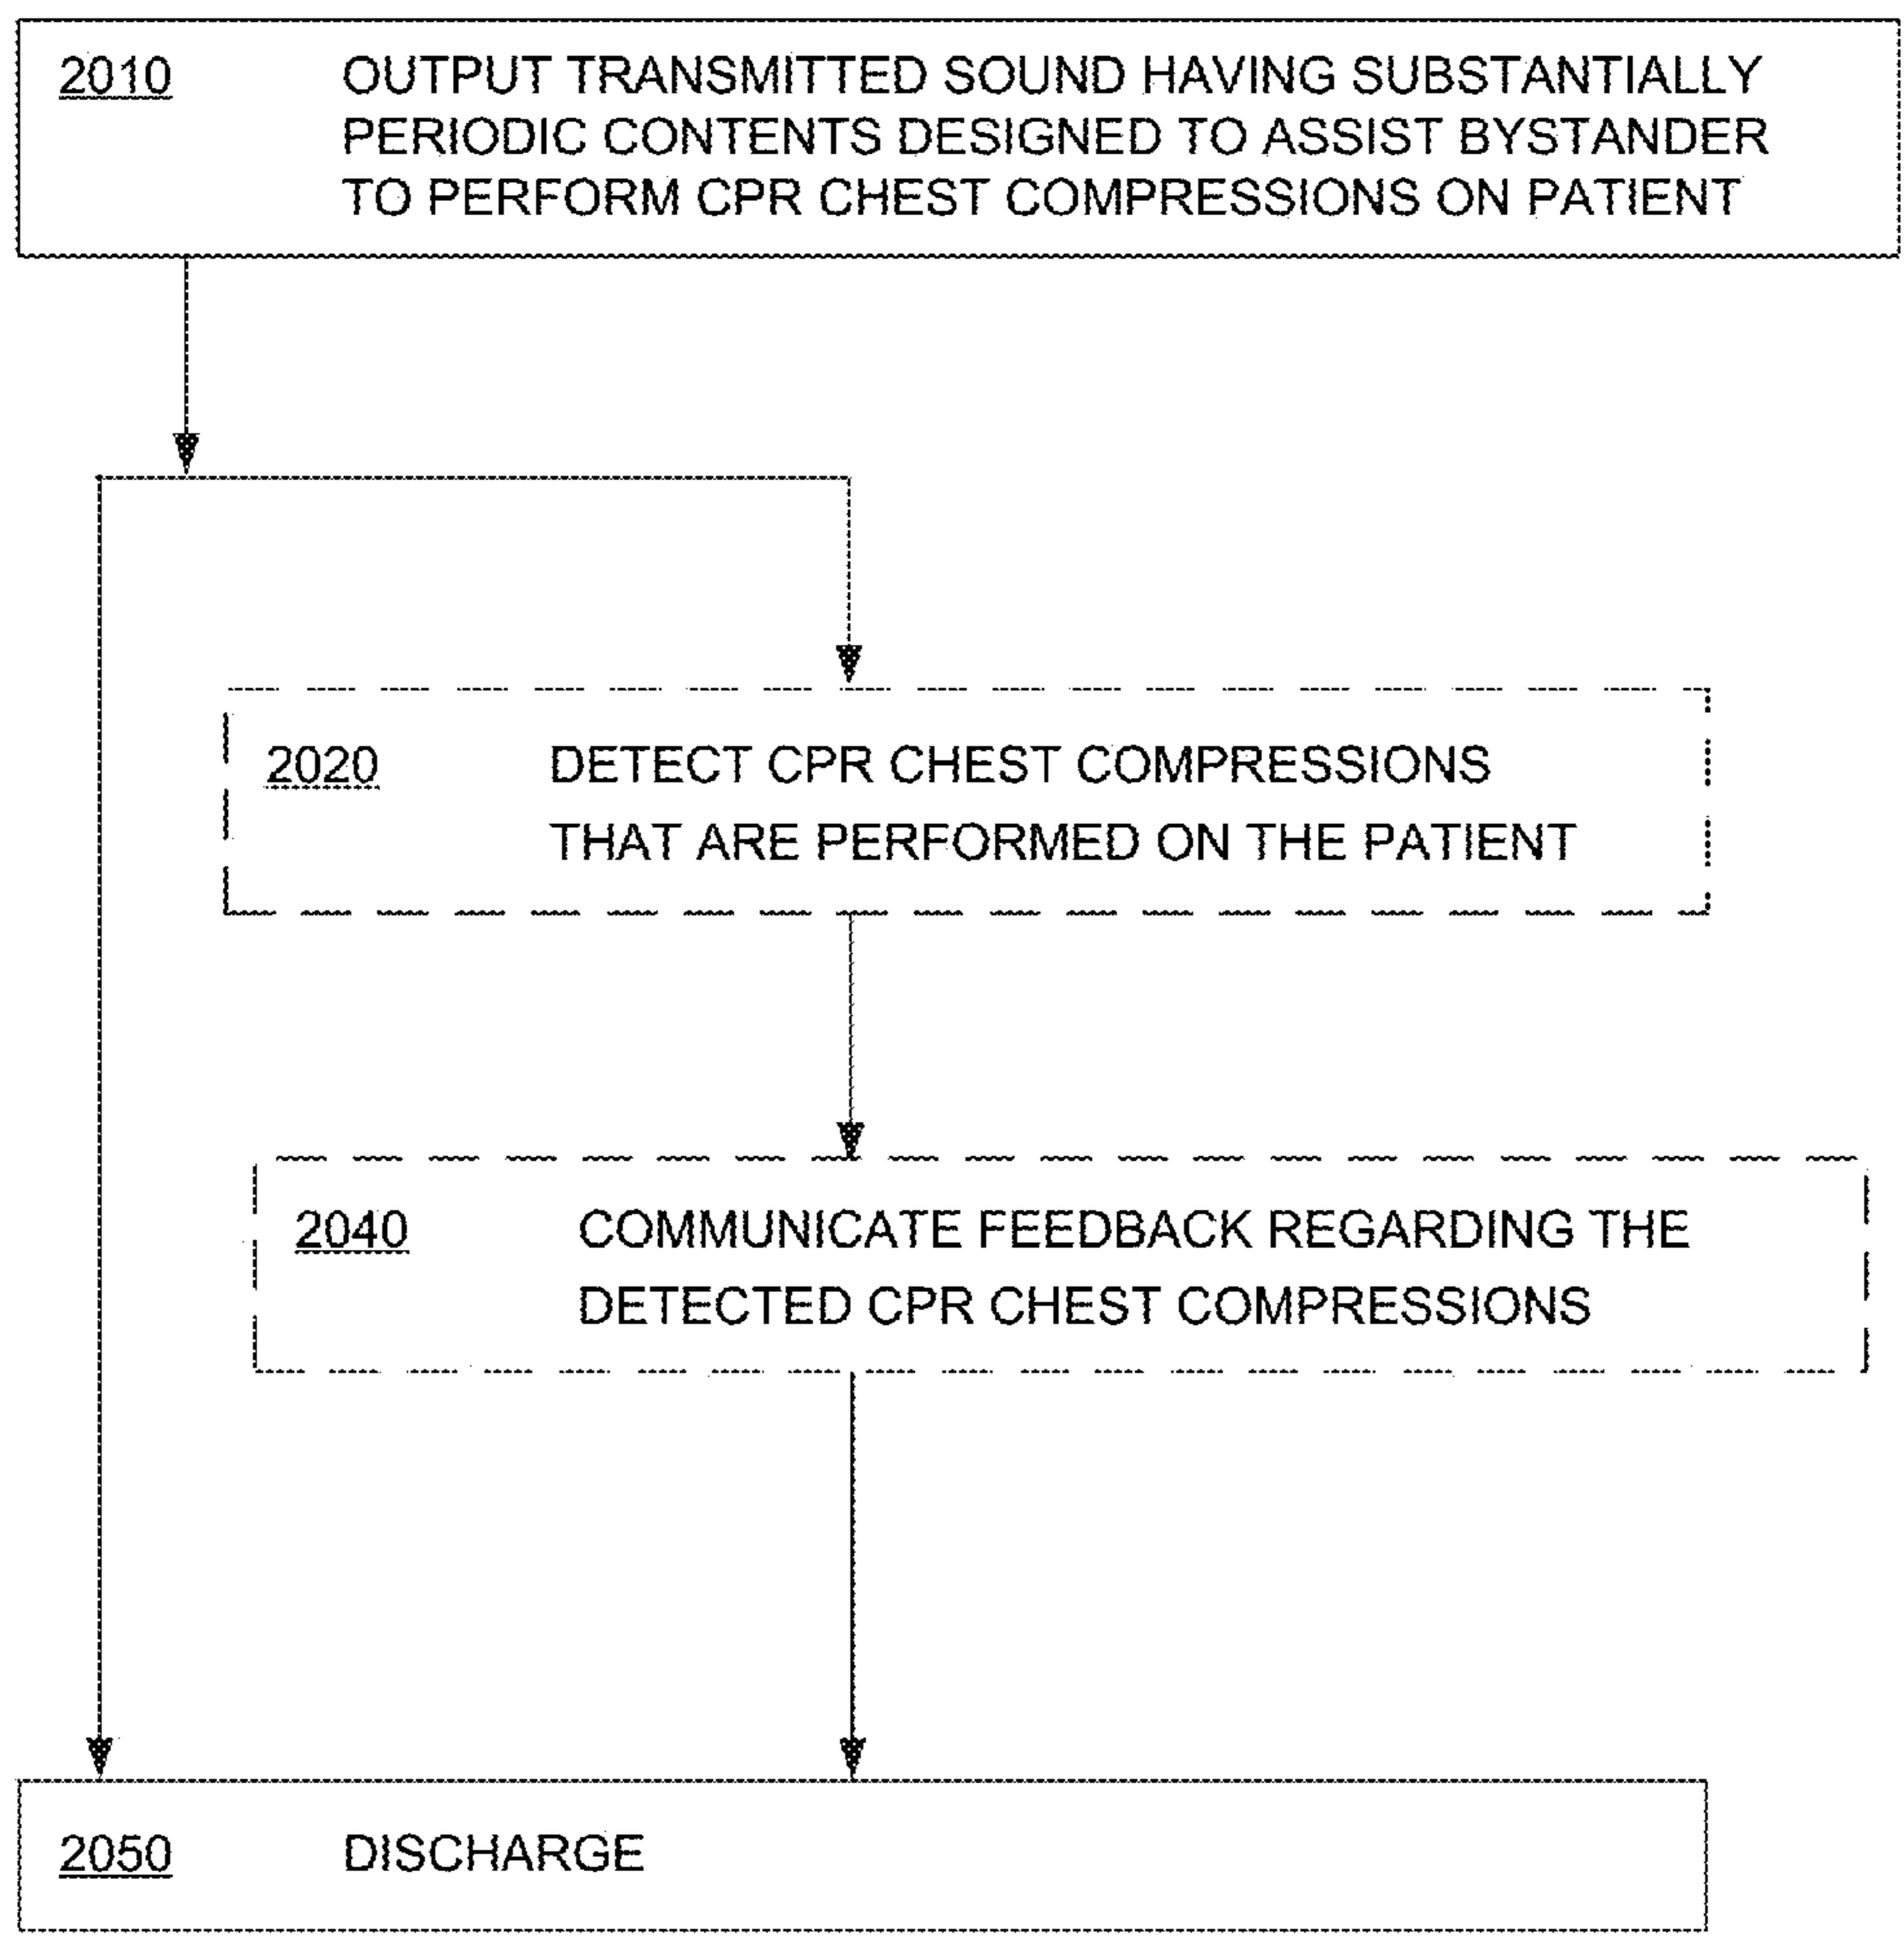 2010 OUTPUT TRANSMITTED SOUND HAVING SUBSTANTIALLY
PERIODIC CONTENTS DESIGNED TO ASSIST BYSTANDER
TO PERFORM CPR CHEST COMPRESSIONS ON PATIENT
2020 DETECT CPR CHEST COMPRESSIONS
THAT ARE PERFORMED ON THE PATIENT
2040 COMMUNICATE FEEDBACK REGARDING THE
DETECTED CPR CHEST COMPRESSIONS
2050 DISCHARGE